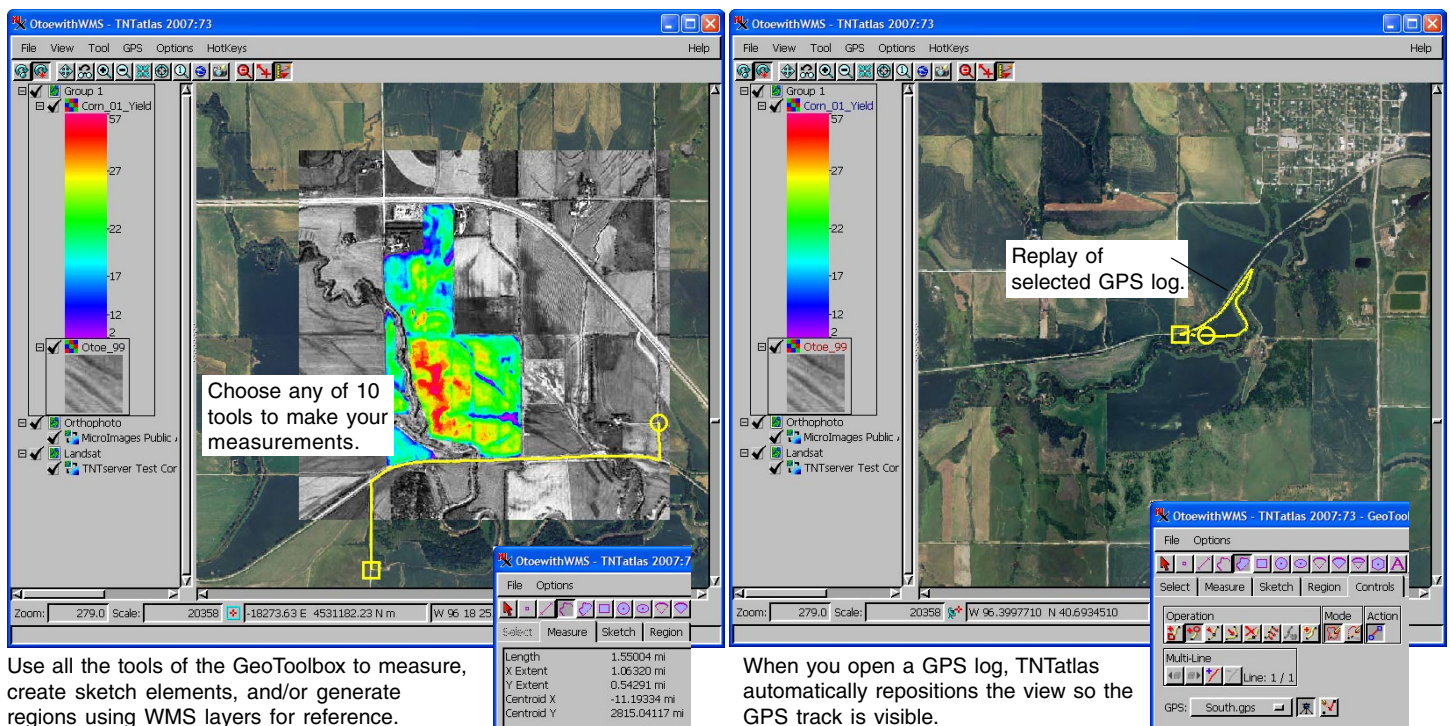 OtoewithWMS - TNTatlas 2007:73
File View Tool GPS Options HotKeys Help
Group 1
Corn_01_Yield
57
27
22
17
12
2
Otoe_99
Orthophoto
MicroImages Public
Landsat
TNTserver Test Cor
Choose any of 10
tools to make your
measurements.
Zoom: 279.0 Scale: 20358 -18273.63 E 4531182.23 N m W 96 18 25
OtoewithWMS - TNTatlas 2007:7
File Options
Select Measure Sketch Region
Length 1.55004 mi
X Extent 1.06320 mi
Y Extent 0.54291 mi
Centroid X -11.19334 mi
Centroid Y 2815.04117 mi
Use all the tools of the GeoToolbox to measure,
create sketch elements, and/or generate
regions using WMS layers for reference.
OtoewithWMS - TNTatlas 2007:73
File View Tool GPS Options HotKeys Help
Group 1
Corn_01_Yield
57
27
22
17
12
2
Otoe_99
Orthophoto
MicroImages Public
Landsat
TNTserver Test Cor
Replay of
selected GPS log.
Zoom: 279.0 Scale: 20358 W 96.3997710 N 40.6934510
OtoewithWMS - TNTatlas 2007:73 - GeoTool
File Options
Select Measure Sketch Region Controls
Operation Mode Action
Multi-Line
Line: 1 / 1
GPS: South.gps
When you open a GPS log, TNTatlas
automatically repositions the view so the
GPS track is visible.